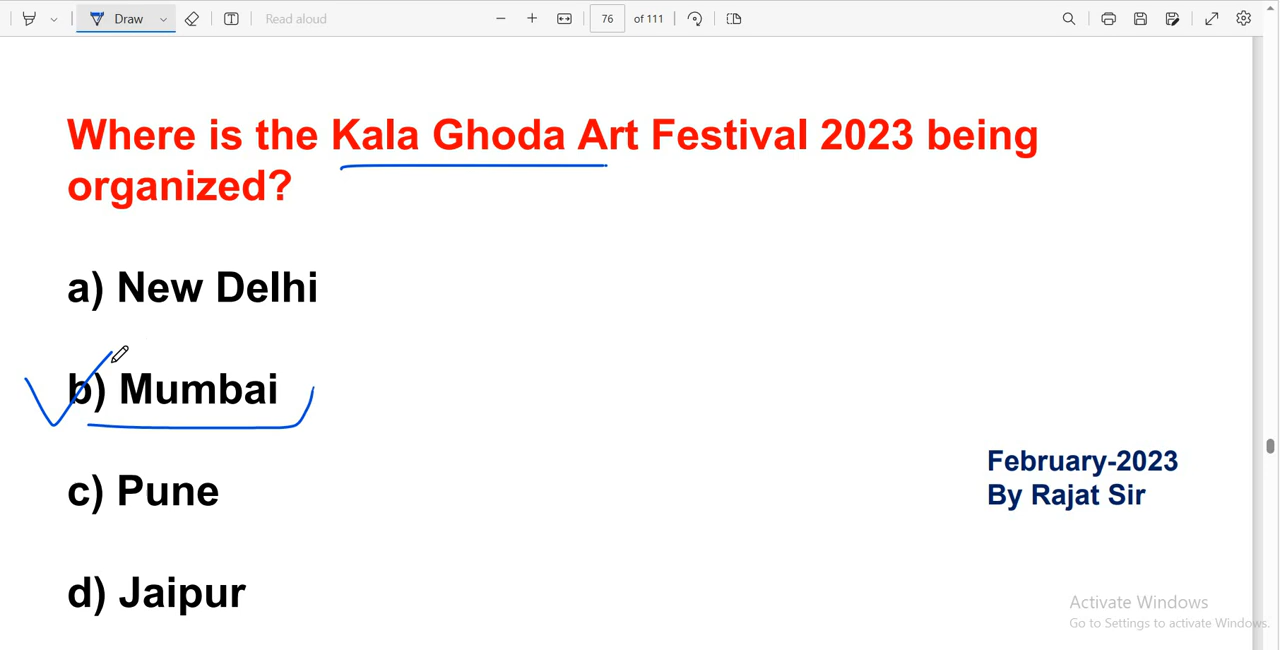 Draw
Read aloud
76 of 111
Where is the Kala Ghoda Art Festival 2023 being
organized?
a) New Delhi
b) Mumbai
c) Pune
d) Jaipur
February-2023
By Rajat Sir
Activate Windows
Go to Settings to activate Windows.